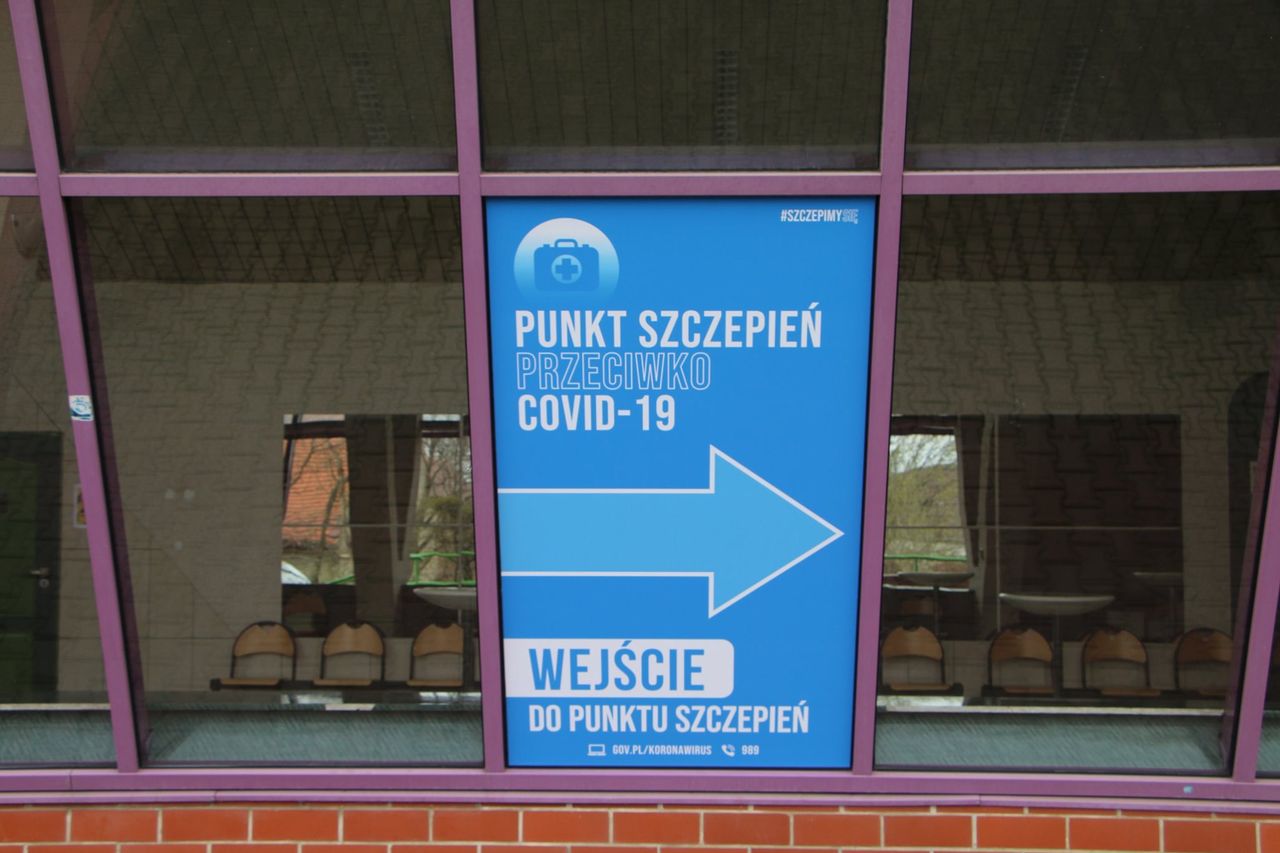 #SZCZEPIMYSIĘ
PUNKT SZCZEPIEŃ
PRZECIWKO
COVID-19
WEJŚCIE
DO PUNKTU SZCZEPIEŃ
GOV.PL/KORONAWIRUS 989